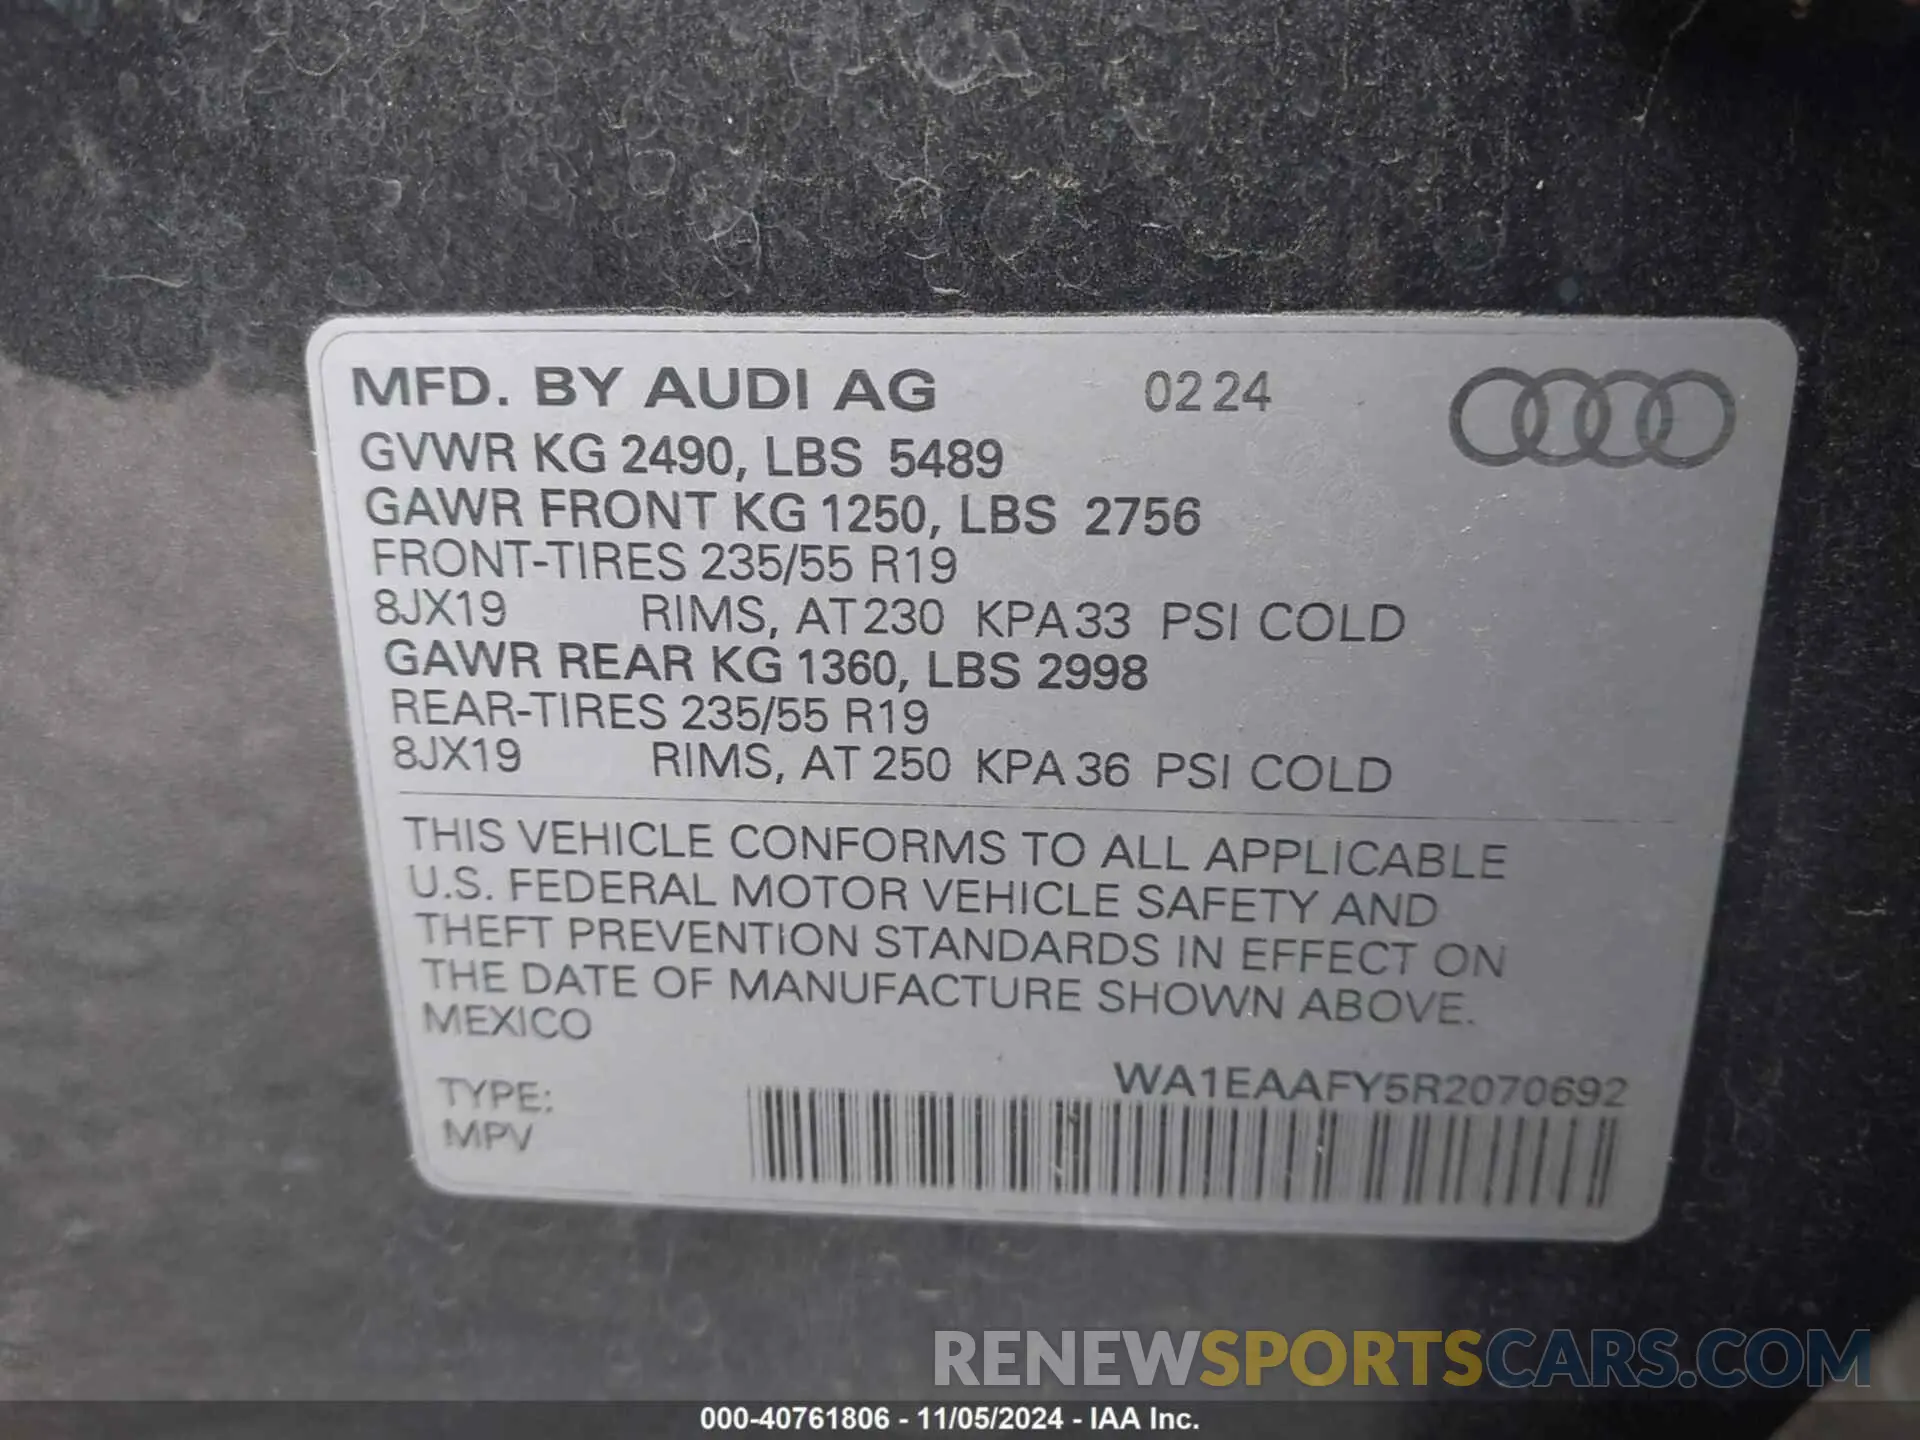 MFD. BY AUDI AG 02 24
GVWR KG 2490, LBS 5489
GAWR FRONT KG 1250, LBS 2756
FRONT-TIRES 235/55 R19
8JX19 RIMS, AT 230 KPA 33 PSI COLD
GAWR REAR KG 1360, LBS 2998
REAR-TIRES 235/55 R19
8JX19 RIMS, AT 250 KPA 36 PSI COLD
THIS VEHICLE CONFORMS TO ALL APPLICABLE
U.S. FEDERAL MOTOR VEHICLE SAFETY AND
THEFT PREVENTION STANDARDS IN EFFECT ON
THE DATE OF MANUFACTURE SHOWN ABOVE.
MEXICO
WA1EAAFY5R2070692
TYPE:
MPV
RENEWSPORTSCARS.COM
000-40761806 - 11/05/2024 - IAA Inc.